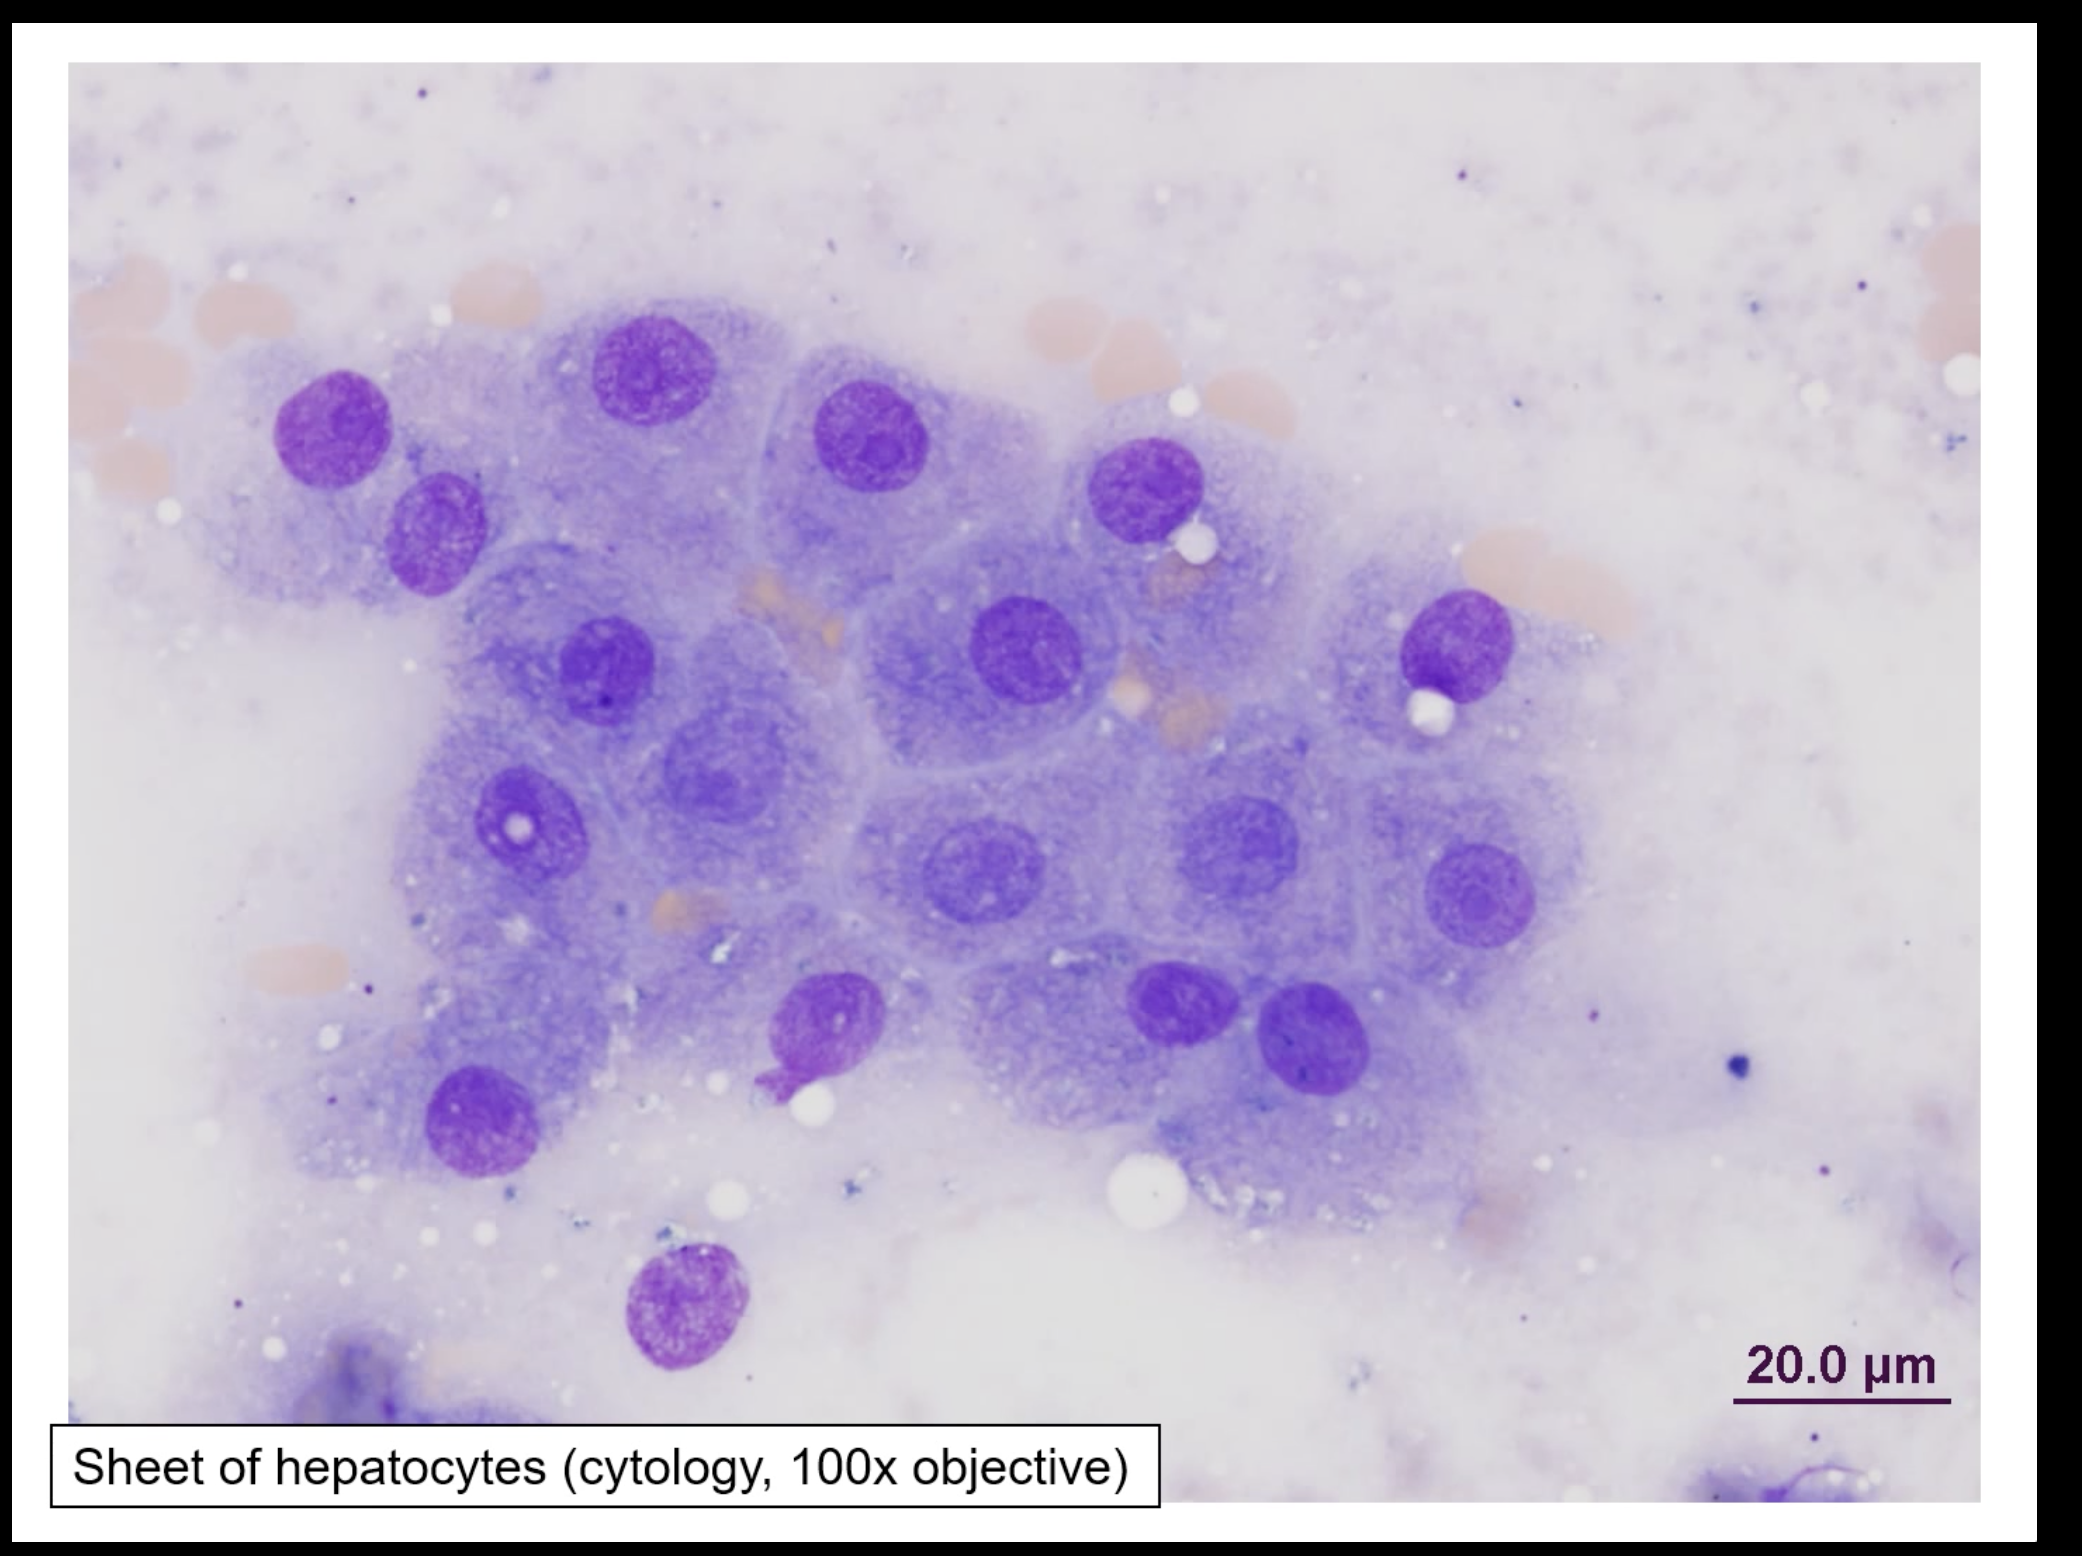 20.0 µm
Sheet of hepatocytes (cytology, 100x objective)